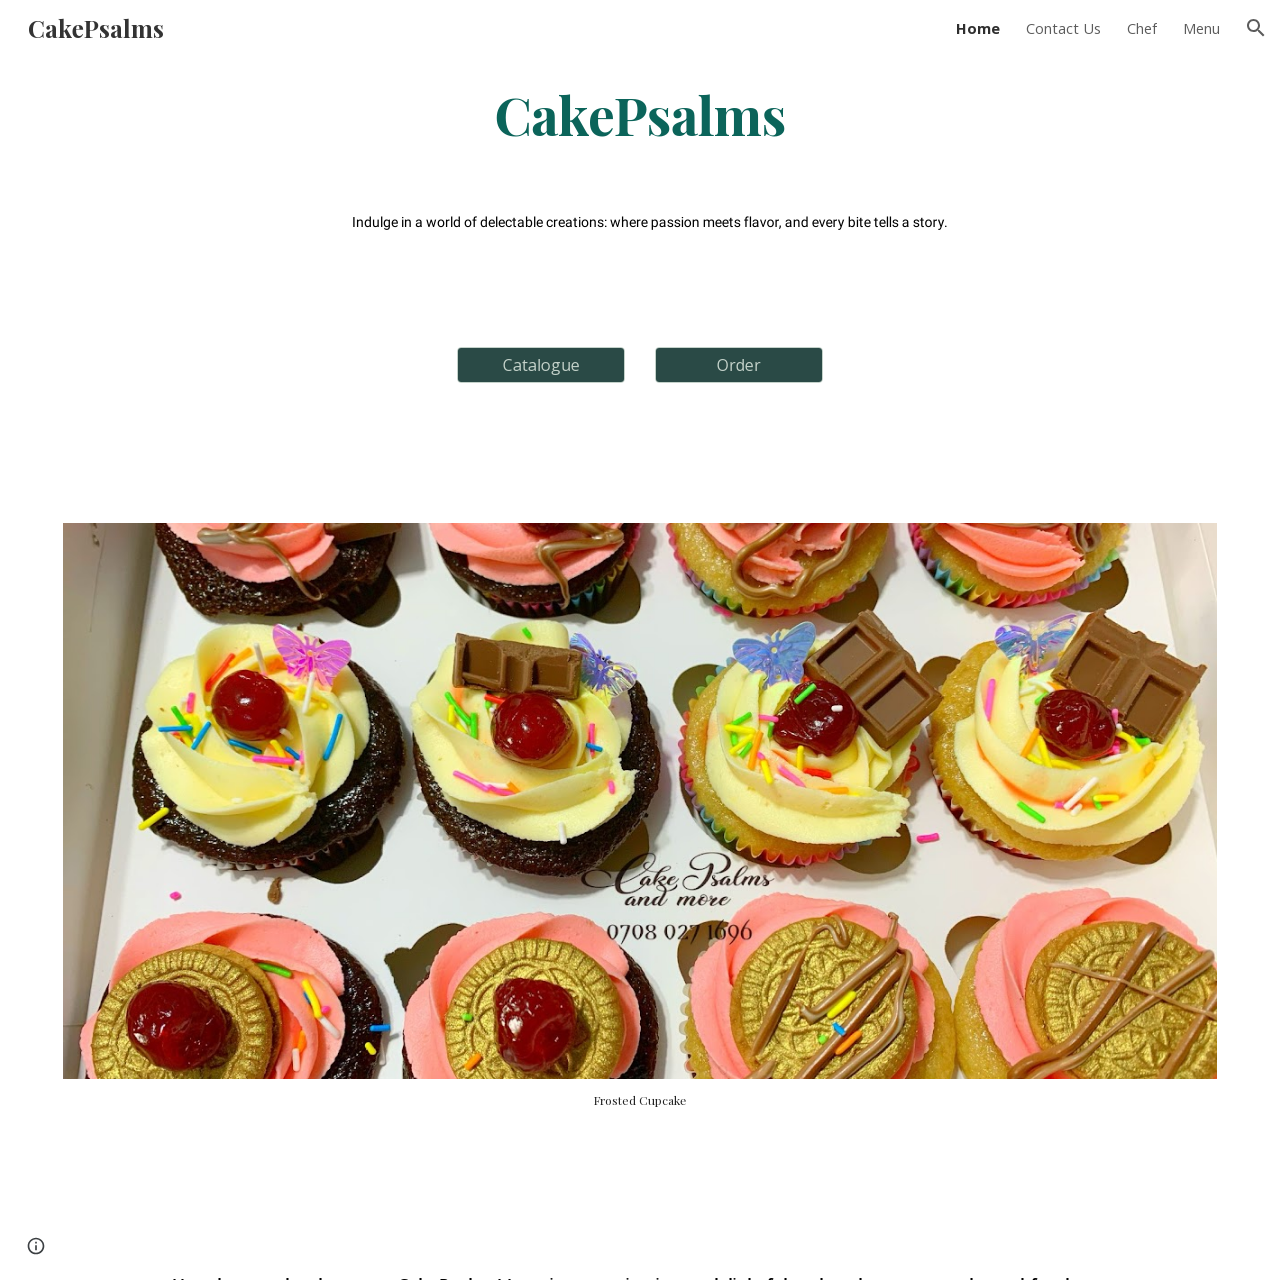 CakePsalms
Home
Contact Us
Chef
Menu
CakePsalms
Indulge in a world of delectable creations: where passion meets flavor, and every bite tells a story.
Catalogue
Order
Cake Psalms
and more
0708 027 1696
Frosted Cupcake